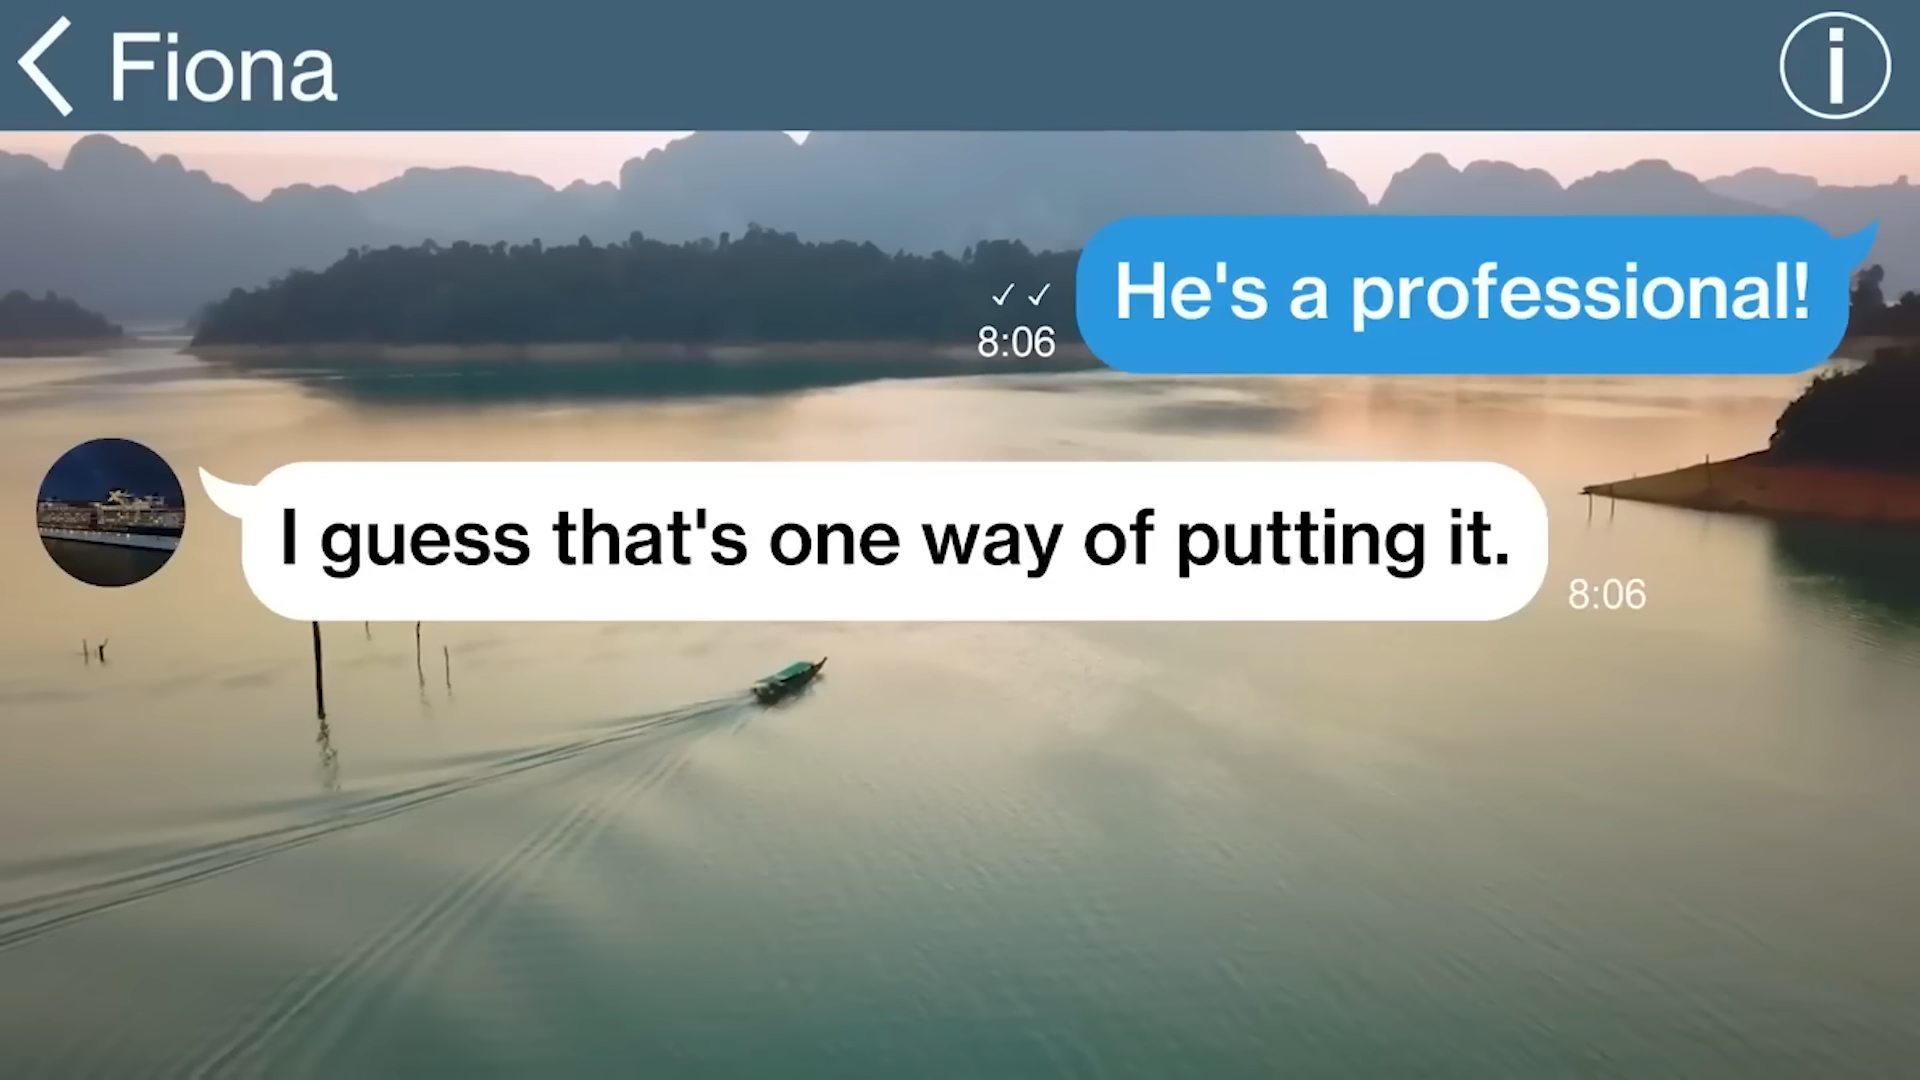 Fiona
He's a professional!
✓✓
8:06
I guess that's one way of putting it.
8:06